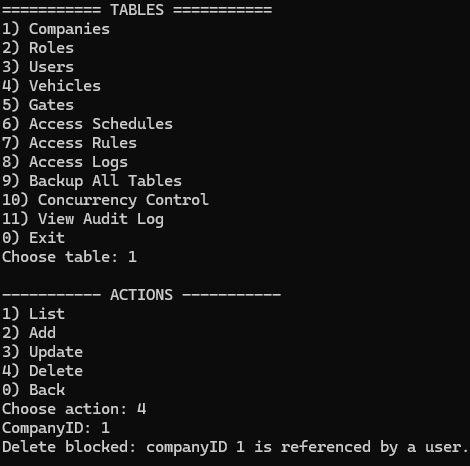 =========== TABLES ===========
1) Companies
2) Roles
3) Users
4) Vehicles
5) Gates
6) Access Schedules
7) Access Rules
8) Access Logs
9) Backup All Tables
10) Concurrency Control
11) View Audit Log
0) Exit
Choose table: 1

----------- ACTIONS -----------
1) List
2) Add
3) Update
4) Delete
0) Back
Choose action: 4
CompanyID: 1
Delete blocked: companyID 1 is referenced by a user.